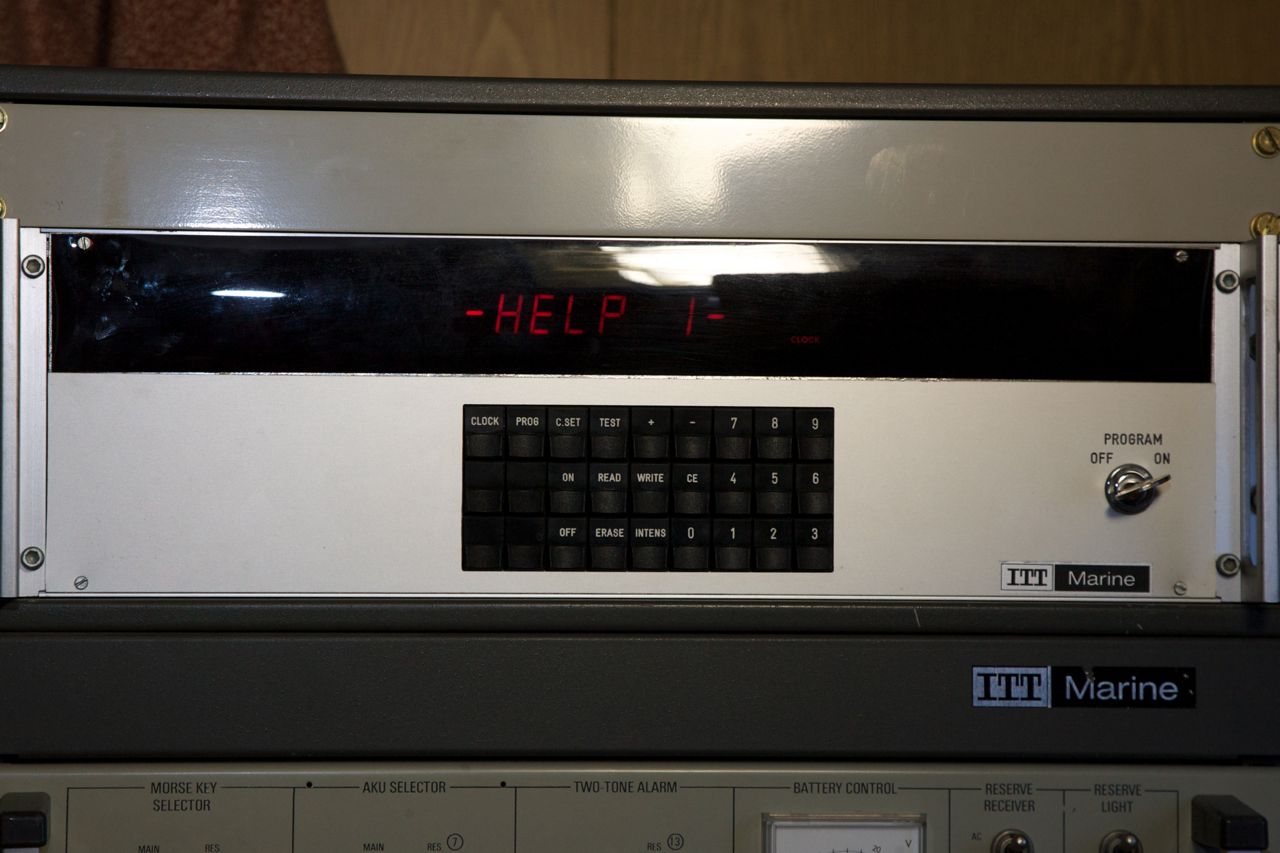 -HELP 1-
CLOCK
CLOCK PROG C.SET TEST + - 7 8 9
ON READ WRITE CE 4 5 6
OFF ERASE INTENS 0 1 2 3
PROGRAM
OFF ON
ITT Marine
ITT Marine
MORSE KEY SELECTOR
AKU SELECTOR
TWO-TONE ALARM
BATTERY CONTROL
RESERVE RECEIVER
RESERVE LIGHT
MAIN RES
MAIN RES 7
RES 13
20 V
AC